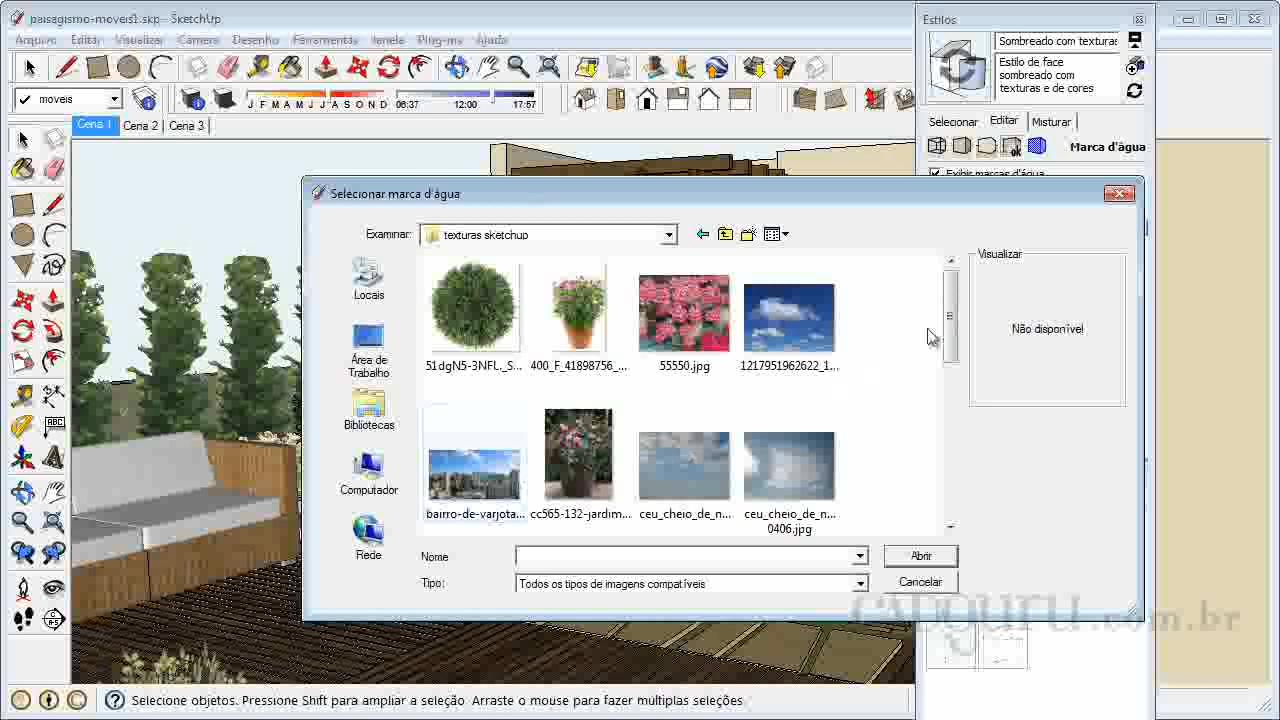 paisagismo-moveis1.skp - SketchUp
Arquivo Editar Visualizar Câmera Desenho Ferramentas Janela Plug-ins Ajuda
moveis
J F M A M J J A S O N D
06:37 12:00 17:57
Cena 1 Cena 2 Cena 3
Estilos
Sombreado com texturas
Estilo de face
sombreado com
texturas e de cores
Selecionar Editar Misturar
Marca d'água
Exibir marcas d'água
Selecionar marca d'água
Examinar: texturas sketchup
Locais
Área de
Trabalho
Bibliotecas
Computador
Rede
51dgN5-3NFL._S... 400_F_41898756_... 55550.jpg 1217951962622_1...
bairro-de-varjota... cc565-132-jardim... ceu_cheio_de_n... ceu_cheio_de_n...
0406.jpg
Visualizar
Não disponível
Nome
Abrir
Tipo: Todos os tipos de imagens compatíveis
Cancelar
ABC
CADGURU.com.br
Selecione objetos. Pressione Shift para ampliar a seleção. Arraste o mouse para fazer multiplas seleções